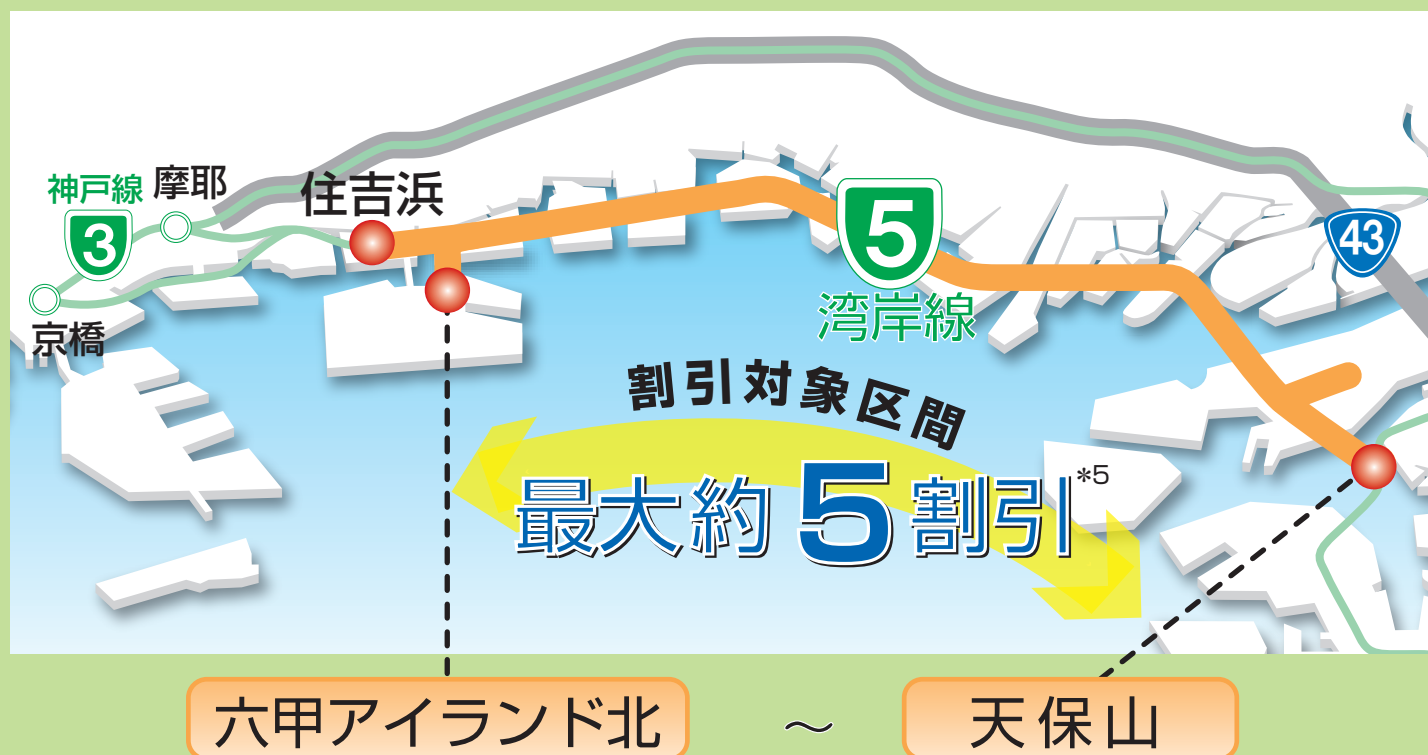 神戸線
3
摩耶
住吉浜
京橋
5
湾岸線
43
割引対象区間
最大約5割引*5
六甲アイランド北 〜 天保山